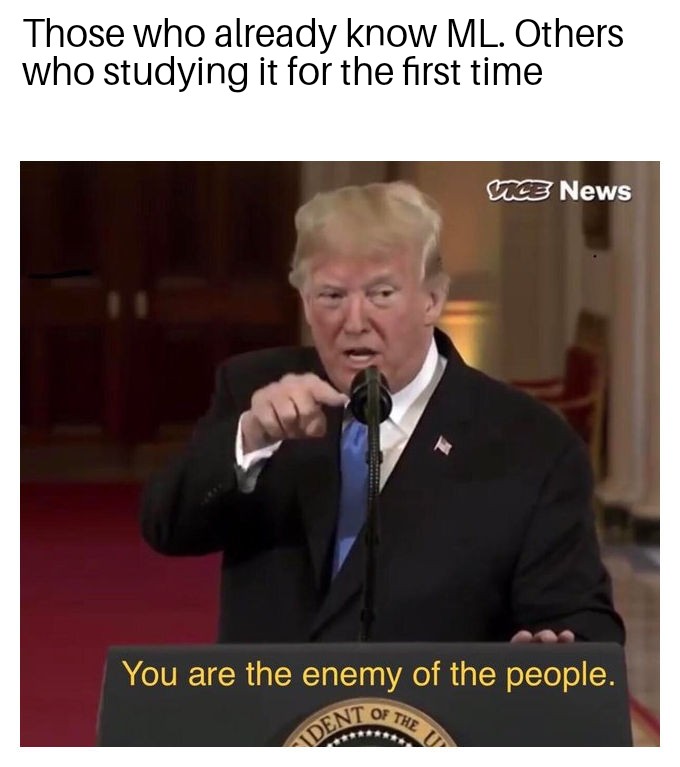 Those who already know ML. Others
who studying it for the first time
VICE News
You are the enemy of the people.
IDENT OF THE U